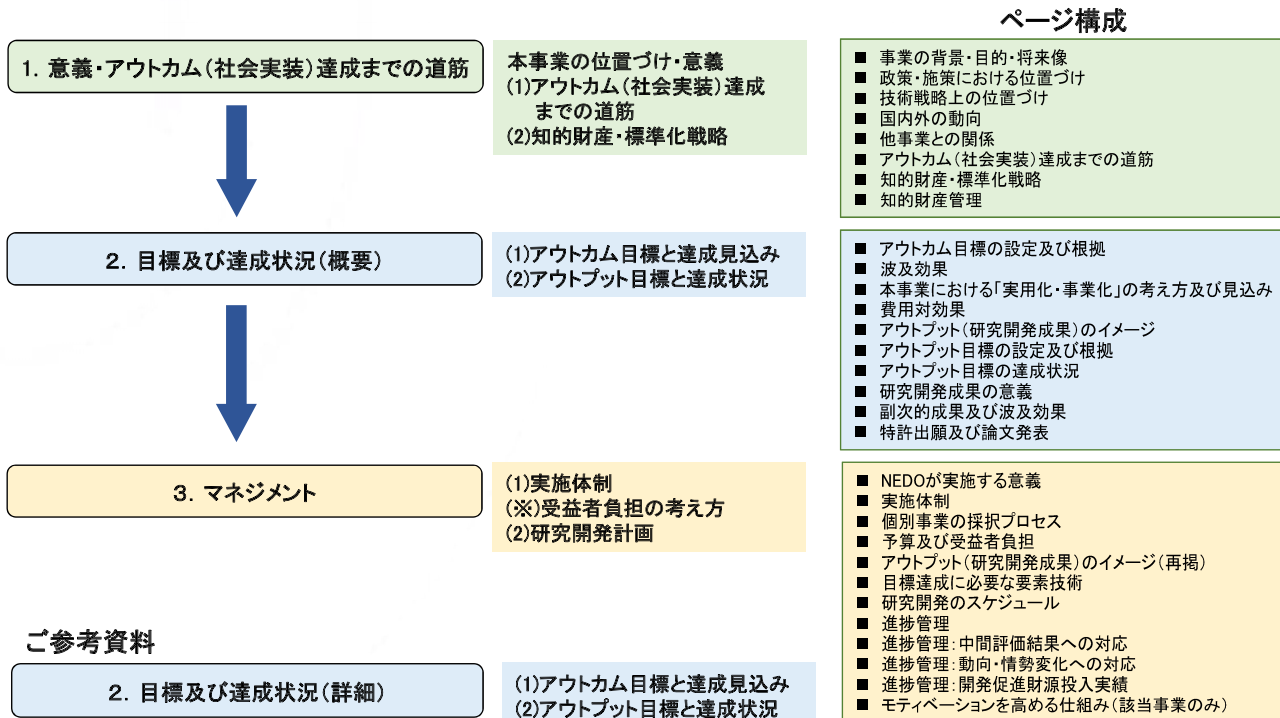 ページ構成
1．意義・アウトカム（社会実装）達成までの道筋
本事業の位置づけ・意義
(1)アウトカム（社会実装）達成
までの道筋
(2)知的財産・標準化戦略
■ 事業の背景・目的・将来像
■ 政策・施策における位置づけ
■ 技術戦略上の位置づけ
■ 国内外の動向
■ 他事業との関係
■ アウトカム（社会実装）達成までの道筋
■ 知的財産・標準化戦略
■ 知的財産管理
2．目標及び達成状況（概要）
(1)アウトカム目標と達成見込み
(2)アウトプット目標と達成状況
■ アウトカム目標の設定及び根拠
■ 波及効果
■ 本事業における「実用化・事業化」の考え方及び見込み
■ 費用対効果
■ アウトプット（研究開発成果）のイメージ
■ アウトプット目標の設定及び根拠
■ アウトプット目標の達成状況
■ 研究開発成果の意義
■ 副次的成果及び波及効果
■ 特許出願及び論文発表
3．マネジメント
(1)実施体制
(※)受益者負担の考え方
(2)研究開発計画
■ NEDOが実施する意義
■ 実施体制
■ 個別事業の採択プロセス
■ 予算及び受益者負担
■ アウトプット（研究開発成果）のイメージ（再掲）
■ 目標達成に必要な要素技術
■ 研究開発のスケジュール
■ 進捗管理
■ 進捗管理：中間評価結果への対応
■ 進捗管理：動向・情勢変化への対応
■ 進捗管理：開発促進財源投入実績
■ モティベーションを高める仕組み（該当事業のみ）
ご参考資料
2．目標及び達成状況（詳細）
(1)アウトカム目標と達成見込み
(2)アウトプット目標と達成状況